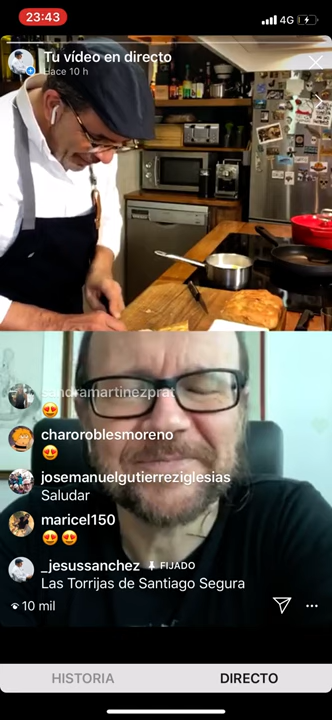 23:43
4G
Tu vídeo en directo
Hace 10 h
sandramartinezprat
charoroblesmoreno
josemanuelgutierreziglesias
Saludar
maricel150
_jesussanchez FIJADO
Las Torrijas de Santiago Segura
10 mil
HISTORIA
DIRECTO